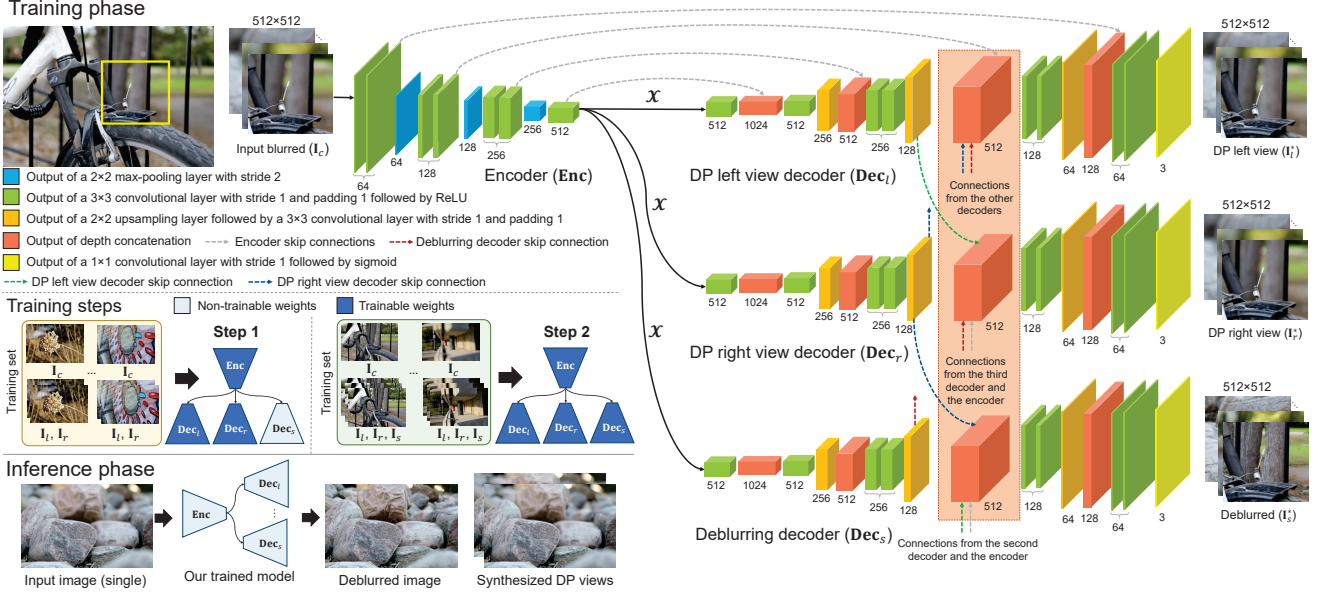 Training phase
512×512
Input blurred (I_c)
64
64
128
128
256
256
512
Encoder (Enc)
x
x
x
Output of a 2×2 max-pooling layer with stride 2
Output of a 3×3 convolutional layer with stride 1 and padding 1 followed by ReLU
Output of a 2×2 upsampling layer followed by a 3×3 convolutional layer with stride 1 and padding 1
Output of depth concatenation
Encoder skip connections
Deblurring decoder skip connection
Output of a 1×1 convolutional layer with stride 1 followed by sigmoid
DP left view decoder skip connection
DP right view decoder skip connection
512
1024
512
256
512
256
128
512
128
64
128
64
3
DP left view decoder (Dec_l)
Connections
from the other
decoders
512×512
DP left view (I_l^*)
512
1024
512
256
512
256
128
512
128
64
128
64
3
DP right view decoder (Dec_r)
Connections
from the third
decoder and
the encoder
512×512
DP right view (I_r^*)
512
1024
512
256
512
256
128
512
128
64
128
64
3
Deblurring decoder (Dec_s)
Connections from the second
decoder and the encoder
512×512
Deblurred (I_s^*)
Training steps
Non-trainable weights
Trainable weights
Training set
I_c ... I_c
I_l, I_r I_l, I_r
Step 1
Enc
Dec_l Dec_r Dec_s
Training set
I_c ... I_c
I_l, I_r, I_s I_l, I_r, I_s
Step 2
Enc
Dec_l Dec_r Dec_s
Inference phase
Enc
Dec_l
⋮
Dec_s
Input image (single)
Our trained model
Deblurred image
Synthesized DP views